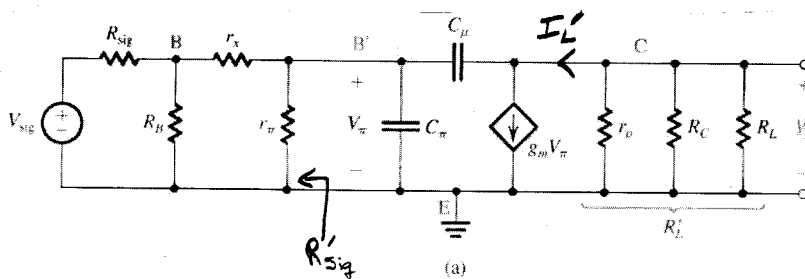 R_sig B r_x B' C_μ I_L' C
V_sig + − R_B r_π + V_π − C_π g_m V_π r_o R_C R_L +
E
R_L'
R_sig'
(a)